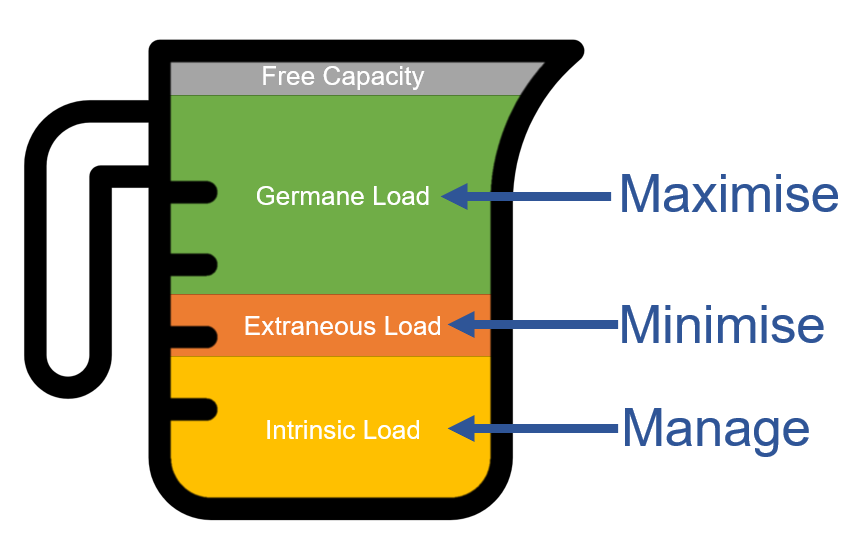 Free Capacity
Germane Load
Maximise
Extraneous Load
Minimise
Intrinsic Load
Manage